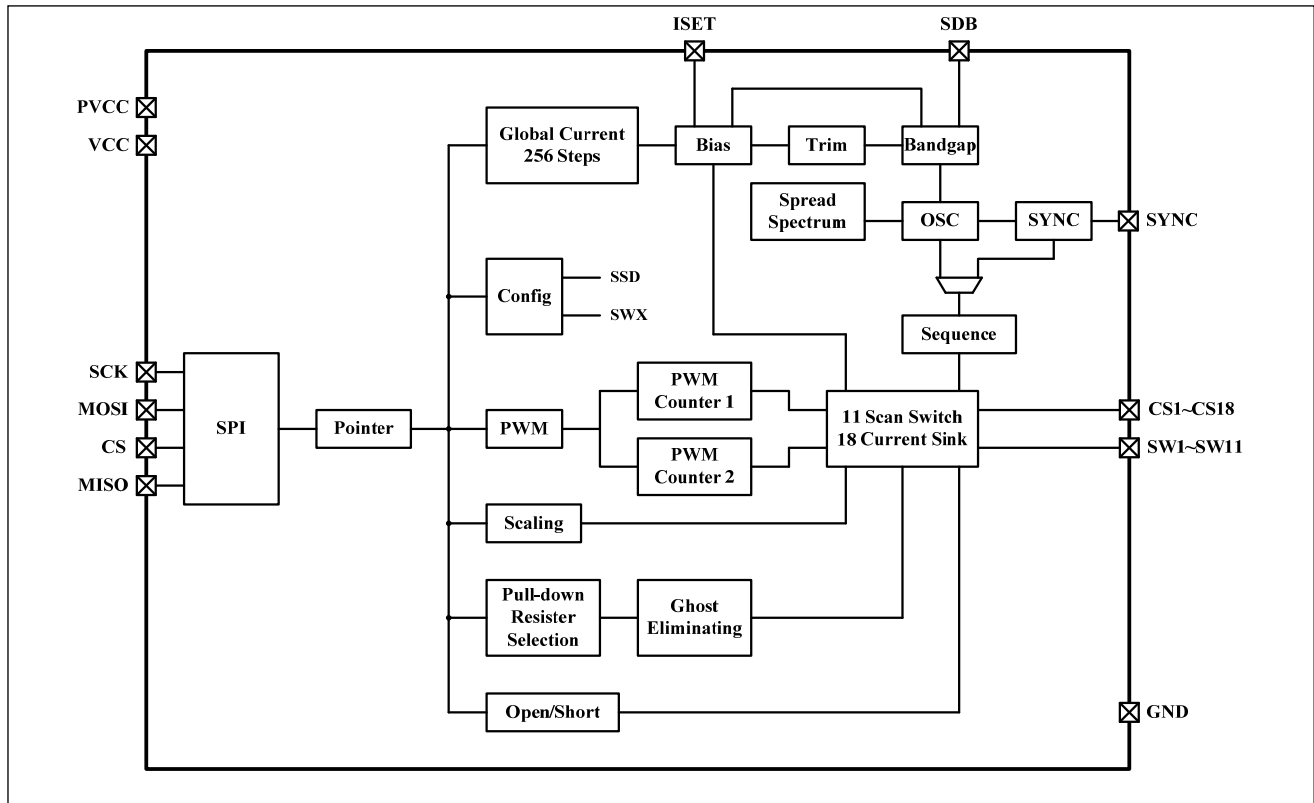 ISET
SDB
PVCC
VCC
Global Current
256 Steps
Bias
Trim
Bandgap
Spread
Spectrum
OSC
SYNC
SYNC
Config
SSD
SWX
Sequence
SCK
MOSI
CS
MISO
SPI
Pointer
PWM
PWM
Counter 1
PWM
Counter 2
11 Scan Switch
18 Current Sink
CS1~CS18
SW1~SW11
Scaling
Pull-down
Resister
Selection
Ghost
Eliminating
Open/Short
GND